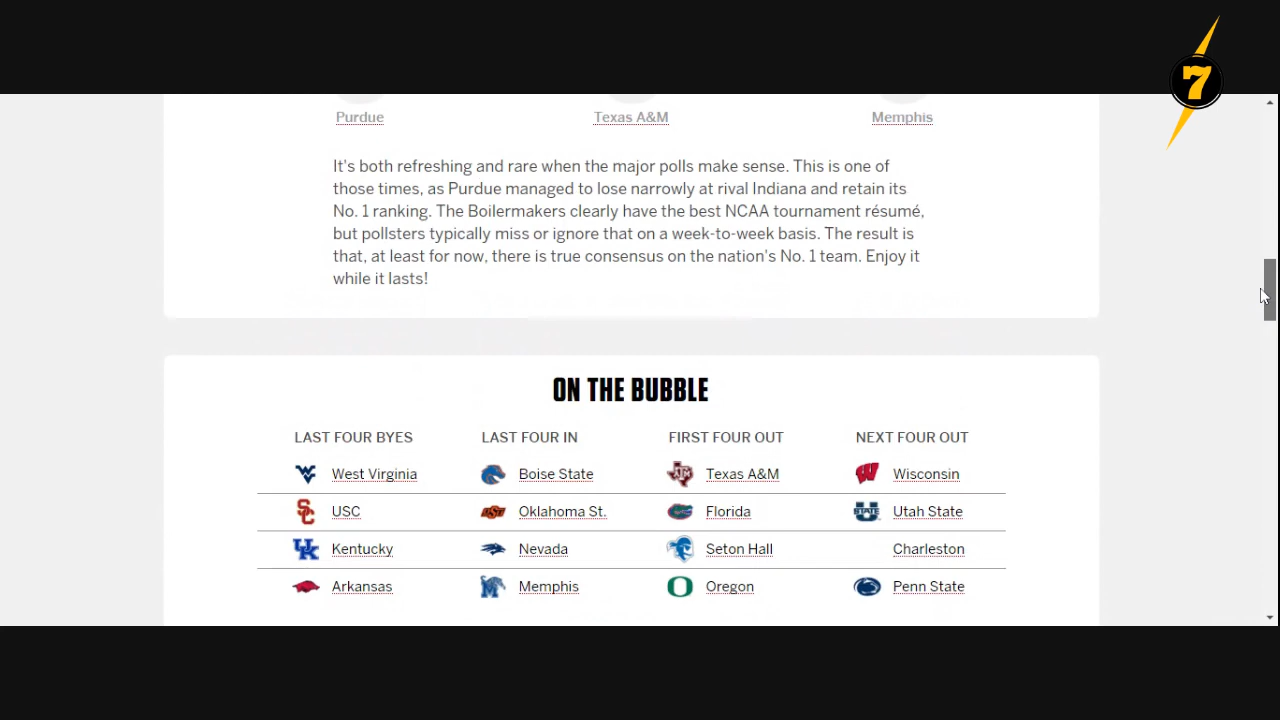 7
Purdue Texas A&M Memphis
It's both refreshing and rare when the major polls make sense. This is one of
those times, as Purdue managed to lose narrowly at rival Indiana and retain its
No. 1 ranking. The Boilermakers clearly have the best NCAA tournament résumé,
but pollsters typically miss or ignore that on a week-to-week basis. The result is
that, at least for now, there is true consensus on the nation's No. 1 team. Enjoy it
while it lasts!
ON THE BUBBLE
LAST FOUR BYES LAST FOUR IN FIRST FOUR OUT NEXT FOUR OUT
West Virginia Boise State Texas A&M Wisconsin
USC Oklahoma St. Florida Utah State
Kentucky Nevada Seton Hall Charleston
Arkansas Memphis Oregon Penn State